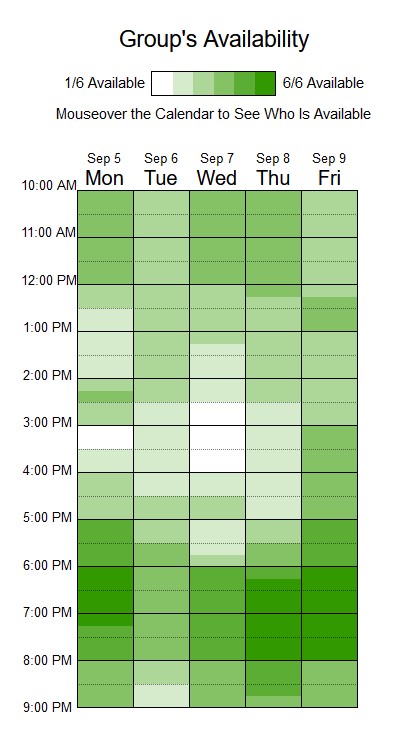 Group's Availability
1/6 Available 6/6 Available
Mouseover the Calendar to See Who Is Available
Sep 5 Sep 6 Sep 7 Sep 8 Sep 9
Mon Tue Wed Thu Fri
10:00 AM
11:00 AM
12:00 PM
1:00 PM
2:00 PM
3:00 PM
4:00 PM
5:00 PM
6:00 PM
7:00 PM
8:00 PM
9:00 PM